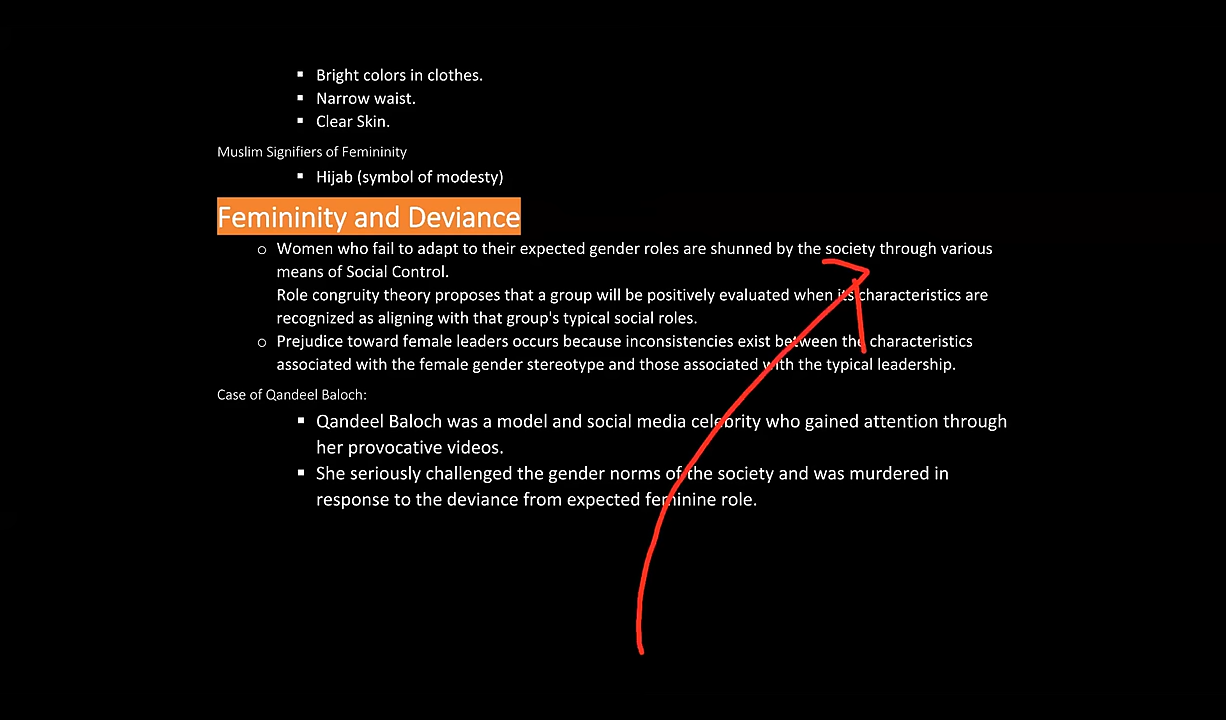 ▪ Bright colors in clothes.
▪ Narrow waist.
▪ Clear Skin.
Muslim Signifiers of Femininity
▪ Hijab (symbol of modesty)
Femininity and Deviance
o Women who fail to adapt to their expected gender roles are shunned by the society through various
means of Social Control.
Role congruity theory proposes that a group will be positively evaluated when its characteristics are
recognized as aligning with that group's typical social roles.
o Prejudice toward female leaders occurs because inconsistencies exist between the characteristics
associated with the female gender stereotype and those associated with the typical leadership.
Case of Qandeel Baloch:
▪ Qandeel Baloch was a model and social media celebrity who gained attention through
her provocative videos.
▪ She seriously challenged the gender norms of the society and was murdered in
response to the deviance from expected feminine role.